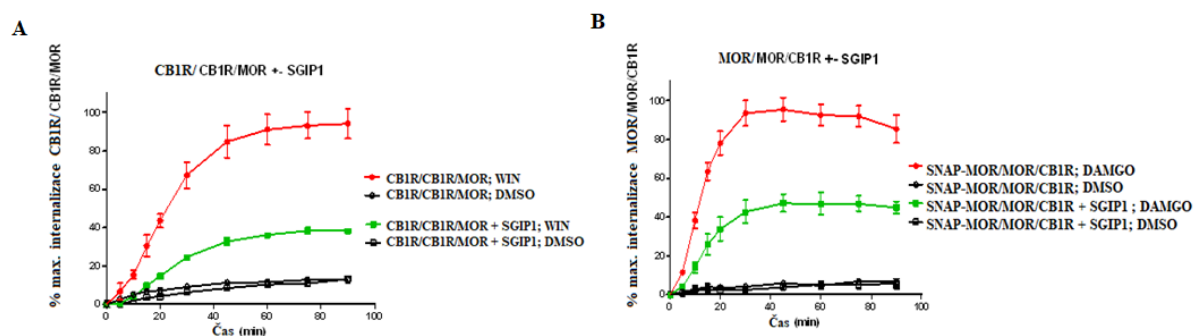 A
CB1R/ CB1R/MOR +- SGIP1
% max. internalizace CB1R/CB1R/MOR
100
80
60
40
20
0
0
20
40
60
80
100
Čas (min)
CB1R/CB1R/MOR; WIN
CB1R/CB1R/MOR; DMSO
CB1R/CB1R/MOR + SGIP1; WIN
CB1R/CB1R/MOR + SGIP1; DMSO
B
MOR/MOR/CB1R +- SGIP1
% max. internalizace MOR/MOR/CB1R
100
80
60
40
20
0
0
20
40
60
80
100
Čas (min)
SNAP-MOR/MOR/CB1R; DAMGO
SNAP-MOR/MOR/CB1R; DMSO
SNAP-MOR/MOR/CB1R + SGIP1 ; DAMGO
SNAP-MOR/MOR/CB1R + SGIP1; DMSO